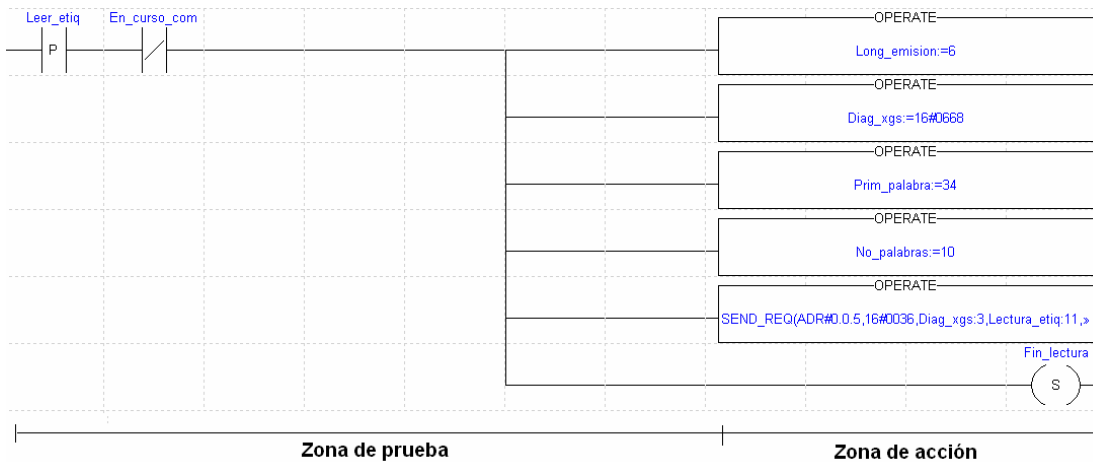 Leer_etiq En_curso_com
P
OPERATE
Long_emision:=6
OPERATE
Diag_xgs:=16#0668
OPERATE
Prim_palabra:=34
OPERATE
No_palabras:=10
OPERATE
SEND_REQ(ADR#0.0.5,16#0036,Diag_xgs:3,Lectura_etiq:11,»
Fin_lectura
S
Zona de prueba Zona de acción